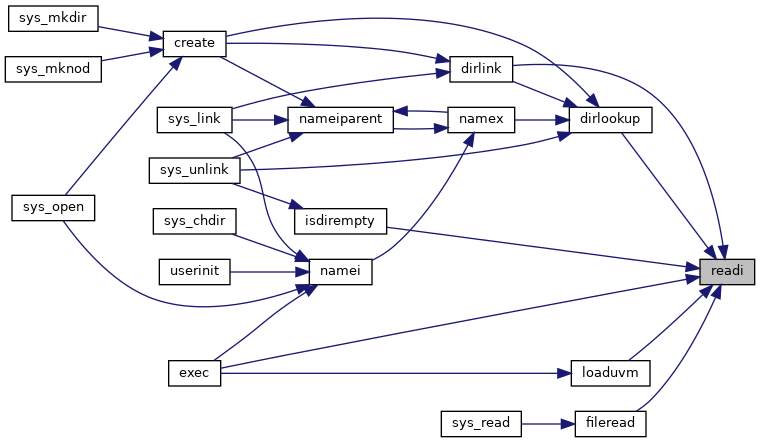 sys_mkdir
create
sys_mknod
dirlink
sys_link
nameiparent
namex
dirlookup
sys_unlink
sys_open
sys_chdir
isdirempty
userinit
namei
readi
exec
loaduvm
sys_read
fileread